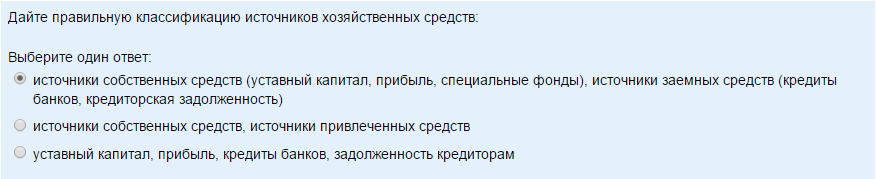 Дайте правильную классификацию источников хозяйственных средств:
Выберите один ответ:
источники собственных средств (уставный капитал, прибыль, специальные фонды), источники заемных средств (кредиты
банков, кредиторская задолженность)
источники собственных средств, источники привлеченных средств
уставный капитал, прибыль, кредиты банков, задолженность кредиторам